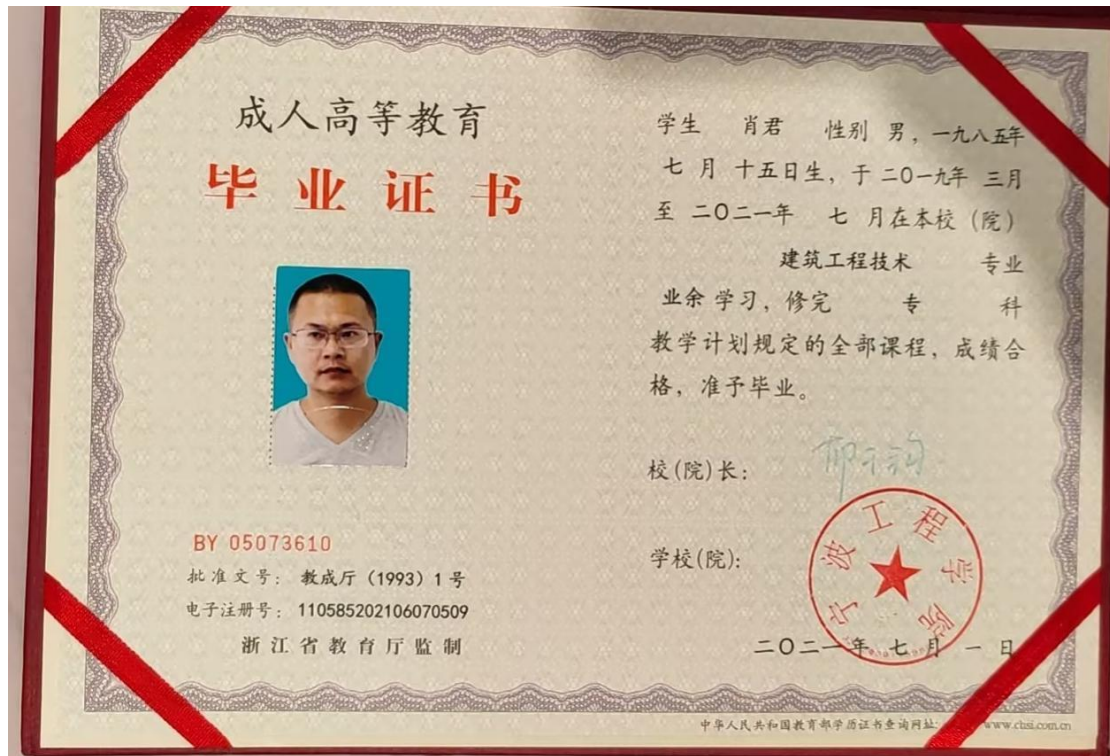 成人高等教育
毕业证书
BY 05073610
批准文号：教成厅（1993）1号
电子注册号：110585202106070509
浙江省教育厅监制
学生 肖君 性别 男，一九八五年
七 月 十五日生，于 二〇一九年 三月
至 二〇二一年 七 月在本校（院）
建筑工程技术 专业
业余 学习，修完 专 科
教学计划规定的全部课程，成绩合
格，准予毕业。
校（院）长：
学校（院）：
宁波工程学院
二〇二一年 七 月 一 日
中华人民共和国教育部学历证书查询网址: www.chsi.com.cn